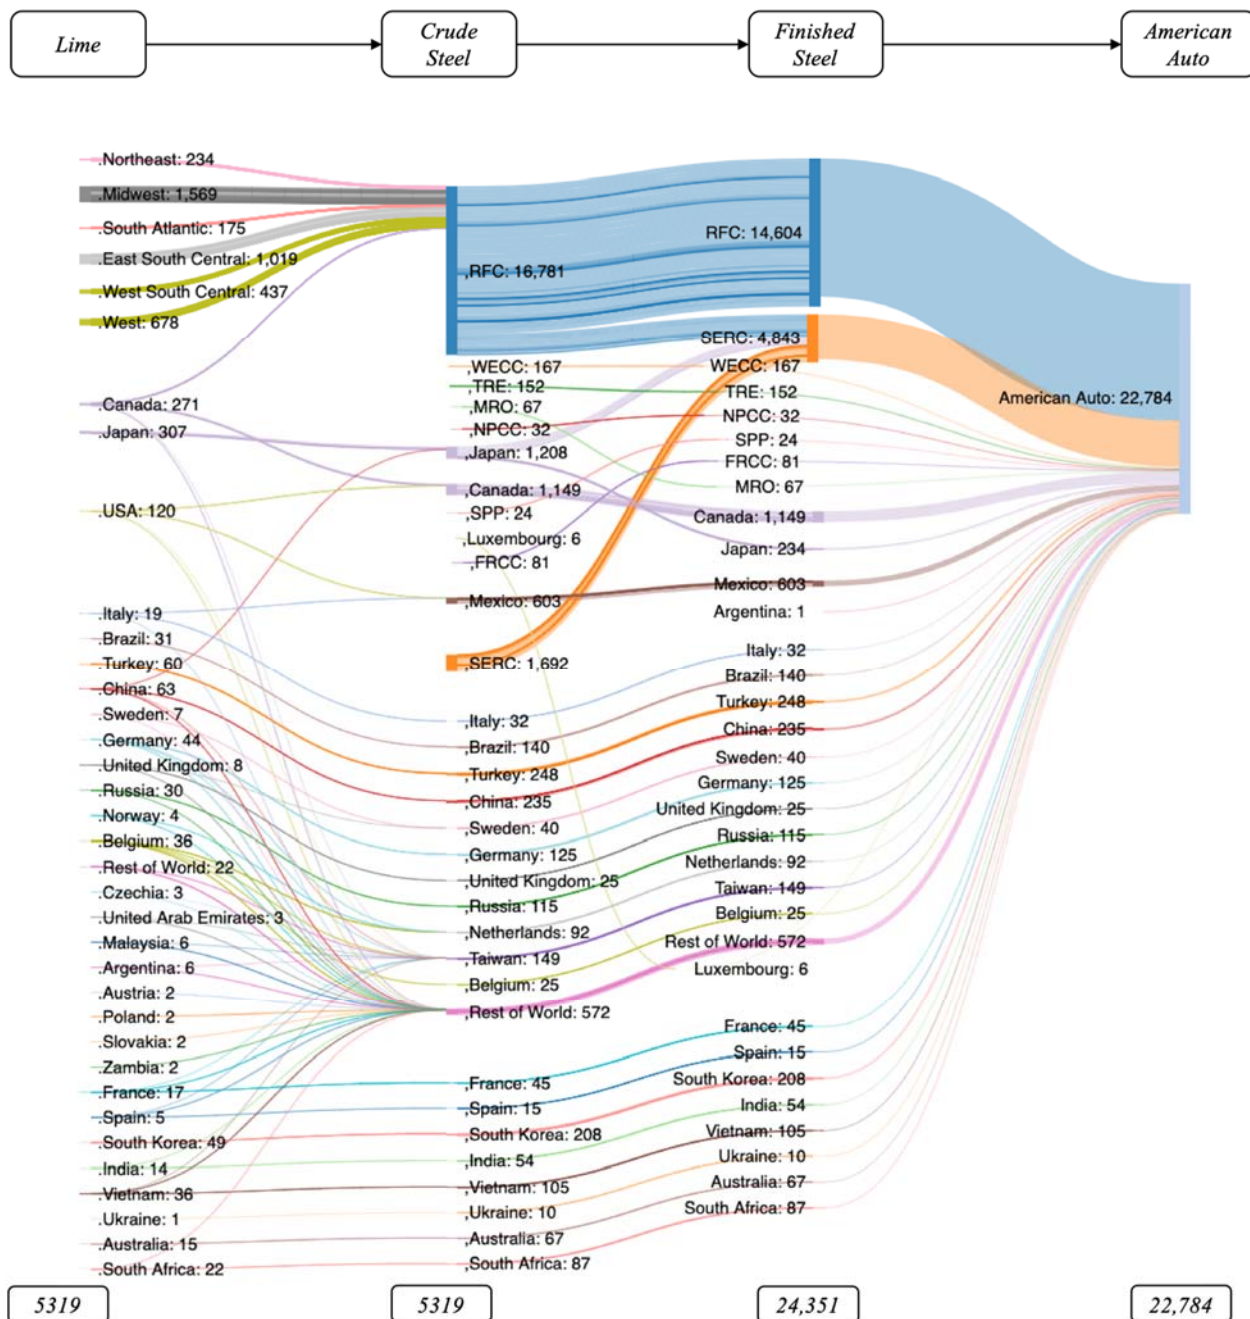 Lime
Crude
Steel
Finished
Steel
American
Auto
.Northeast: 234
.Midwest: 1,569
.South Atlantic: 175
.East South Central: 1,019
.West South Central: 437
.West: 678
.Canada: 271
.Japan: 307
.USA: 120
.Italy: 19
.Brazil: 31
.Turkey: 60
.China: 63
.Sweden: 7
.Germany: 44
.United Kingdom: 8
.Russia: 30
.Norway: 4
.Belgium: 36
.Rest of World: 22
.Czechia: 3
.United Arab Emirates: 3
.Malaysia: 6
.Argentina: 6
.Austria: 2
.Poland: 2
.Slovakia: 2
.Zambia: 2
.France: 17
.Spain: 5
.South Korea: 49
.India: 14
.Vietnam: 36
.Ukraine: 1
.Australia: 15
.South Africa: 22
,RFC: 16,781
,WECC: 167
,TRE: 152
,MRO: 67
,NPCC: 32
,Japan: 1,208
,Canada: 1,149
,SPP: 24
,Luxembourg: 6
,FRCC: 81
,Mexico: 603
,SERC: 1,692
,Italy: 32
,Brazil: 140
,Turkey: 248
,China: 235
,Sweden: 40
,Germany: 125
,United Kingdom: 25
,Russia: 115
,Netherlands: 92
,Taiwan: 149
,Belgium: 25
,Rest of World: 572
,France: 45
,Spain: 15
,South Korea: 208
,India: 54
,Vietnam: 105
,Ukraine: 10
,Australia: 67
,South Africa: 87
RFC: 14,604
SERC: 4,843
WECC: 167
TRE: 152
NPCC: 32
SPP: 24
FRCC: 81
MRO: 67
Canada: 1,149
Japan: 234
Mexico: 603
Argentina: 1
Italy: 32
Brazil: 140
Turkey: 248
China: 235
Sweden: 40
Germany: 125
United Kingdom: 25
Russia: 115
Netherlands: 92
Taiwan: 149
Belgium: 25
Rest of World: 572
Luxembourg: 6
France: 45
Spain: 15
South Korea: 208
India: 54
Vietnam: 105
Ukraine: 10
Australia: 67
South Africa: 87
American Auto: 22,784
5319
5319
24,351
22,784